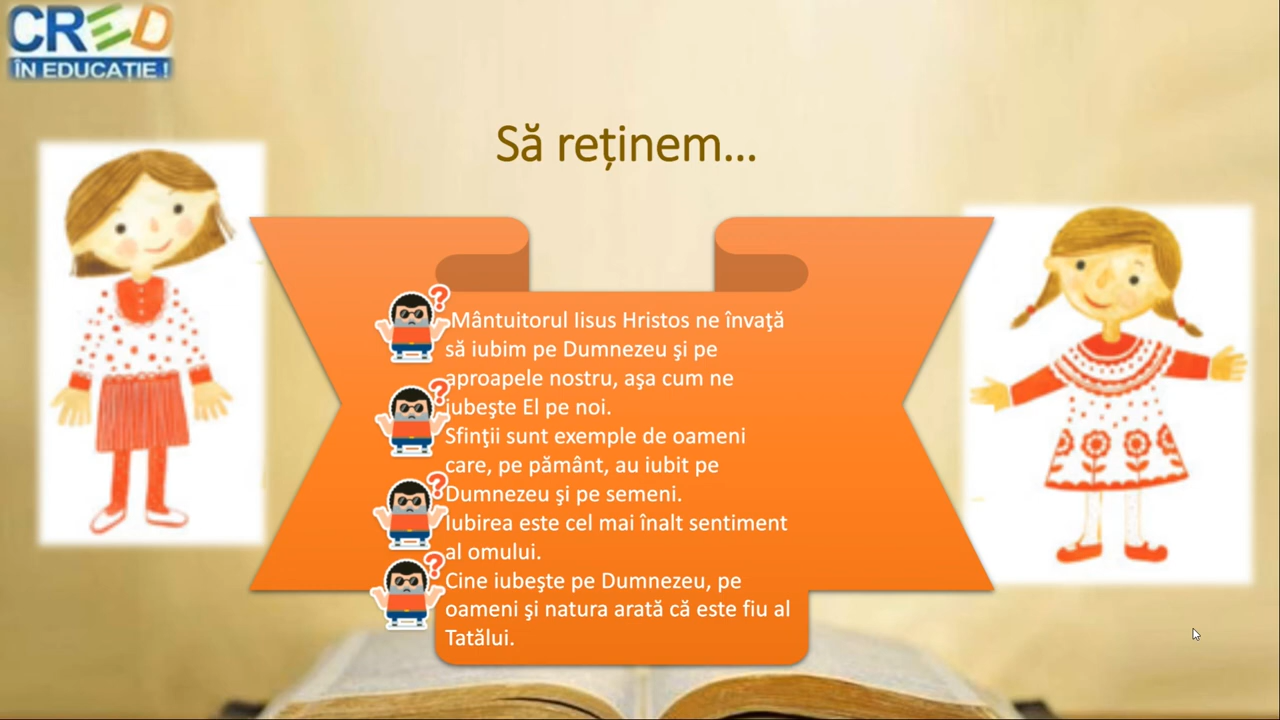 CRED
ÎN EDUCAȚIE !
Să reținem...
Mântuitorul Iisus Hristos ne învaţă
să iubim pe Dumnezeu şi pe
aproapele nostru, aşa cum ne
iubeşte El pe noi.
Sfinţii sunt exemple de oameni
care, pe pământ, au iubit pe
Dumnezeu şi pe semeni.
Iubirea este cel mai înalt sentiment
al omului.
Cine iubeşte pe Dumnezeu, pe
oameni şi natura arată că este fiu al
Tatălui.